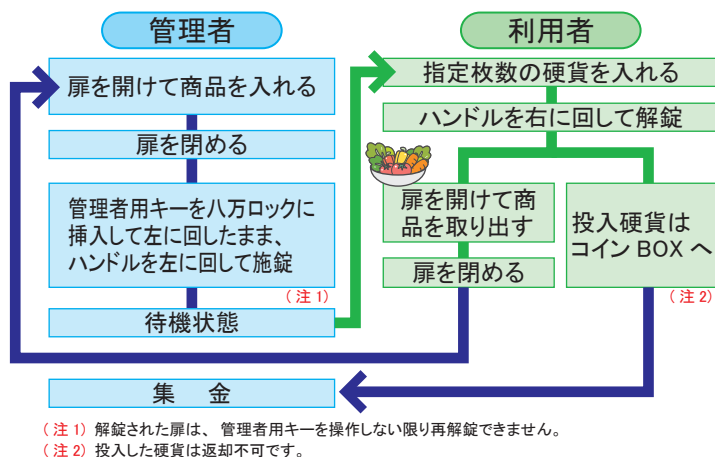 管理者
利用者
扉を開けて商品を入れる
扉を閉める
管理者用キーを八万ロックに
挿入して左に回したまま、
ハンドルを左に回して施錠
(注1)
待機状態
指定枚数の硬貨を入れる
ハンドルを右に回して解錠
扉を開けて商
品を取り出す
扉を閉める
投入硬貨は
コイン BOX へ
(注2)
集 金
(注1) 解錠された扉は、管理者用キーを操作しない限り再解錠できません。
(注2) 投入した硬貨は返却不可です。